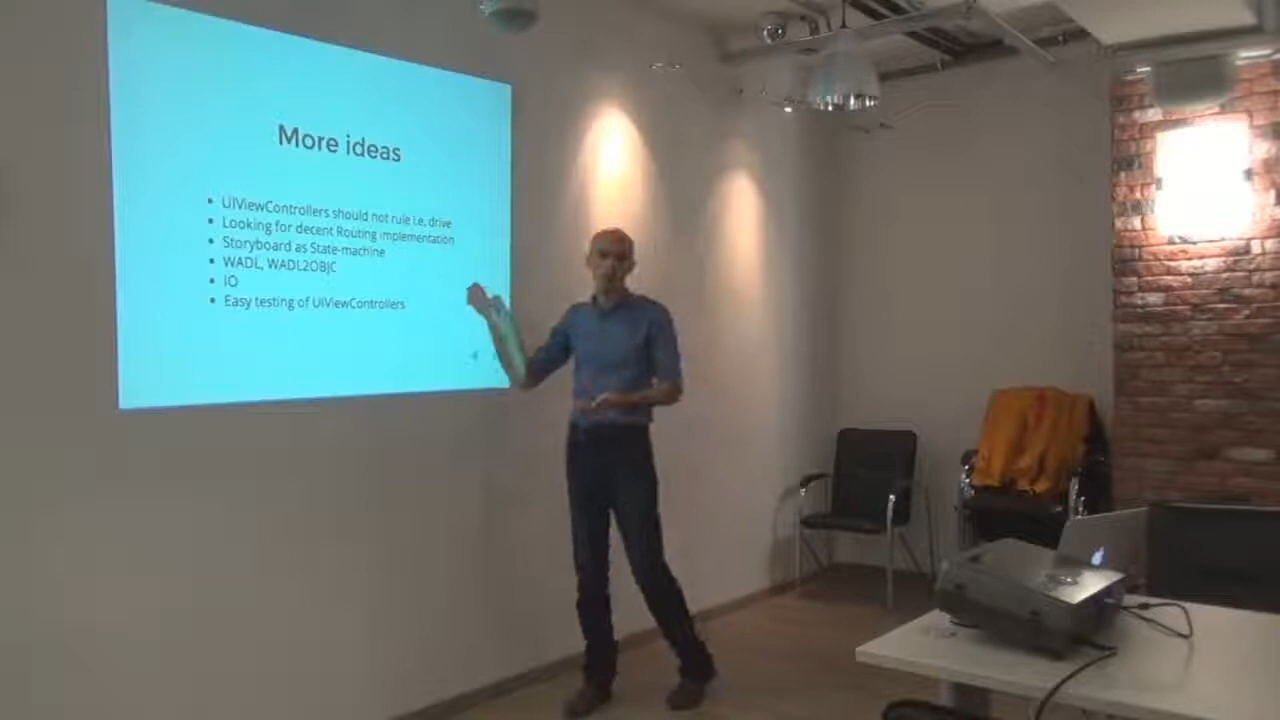 More ideas
• UIViewControllers should not rule i.e. drive
• Looking for decent Routing implementation
• Storyboard as State-machine
• WADL, WADL2OBJC
• IO
• Easy testing of UIViewControllers